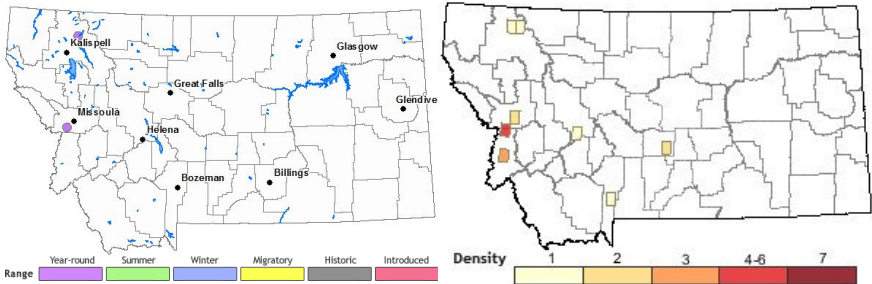 Kalispell
Glasgow
Great Falls
Glendive
Missoula
Helena
Bozeman
Billings
Range
Year-round
Summer
Winter
Migratory
Historic
Introduced
Density
1
2
3
4-6
7